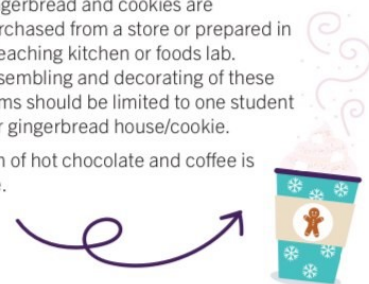 gerbread and cookies are
rchased from a store or prepared in
eaching kitchen or foods lab.
sembling and decorating of these
ms should be limited to one student
r gingerbread house/cookie.
n of hot chocolate and coffee is
e.